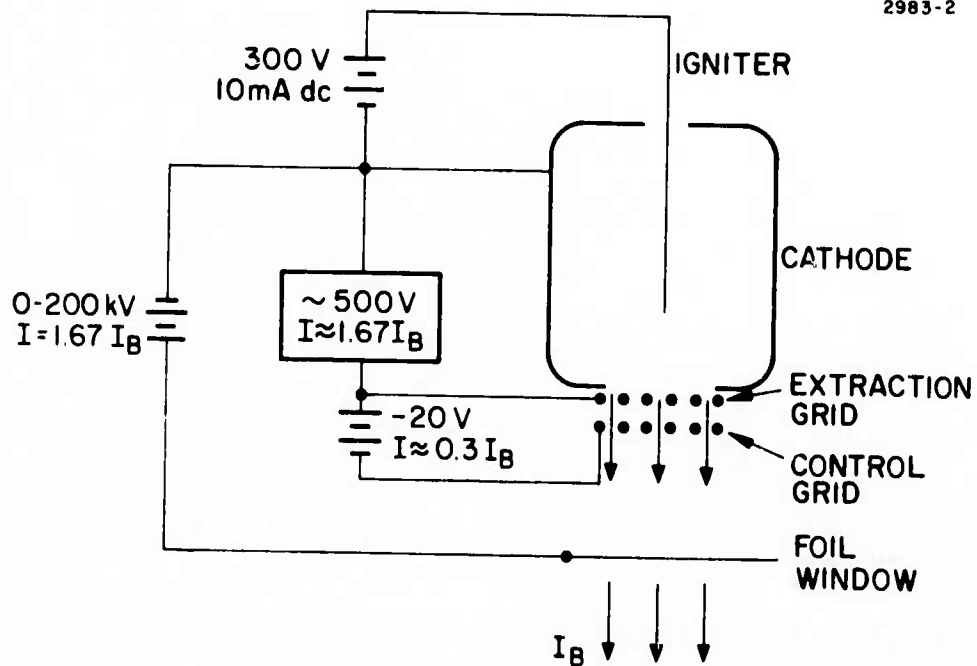 2983-2
300 V
10mA dc
IGNITER
CATHODE
0-200 kV
I=1.67 I_B
~ 500 V
I≈1.67I_B
-20 V
I≈0.3 I_B
EXTRACTION
GRID
CONTROL
GRID
FOIL
WINDOW
I_B